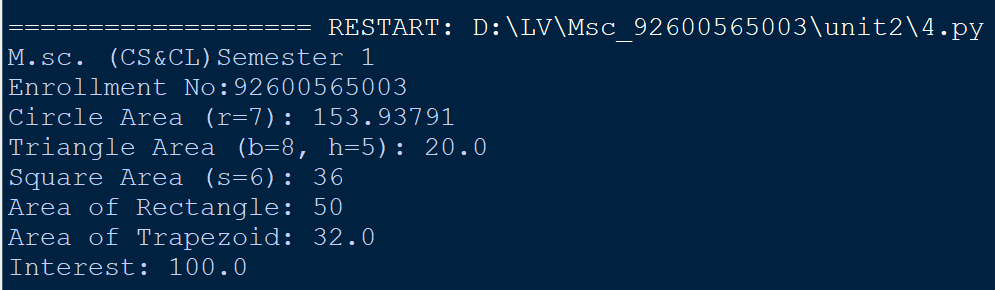 ==================== RESTART: D:\LV\Msc_92600565003\unit2\4.py
M.sc. (CS&CL)Semester 1
Enrollment No:92600565003
Circle Area (r=7): 153.93791
Triangle Area (b=8, h=5): 20.0
Square Area (s=6): 36
Area of Rectangle: 50
Area of Trapezoid: 32.0
Interest: 100.0